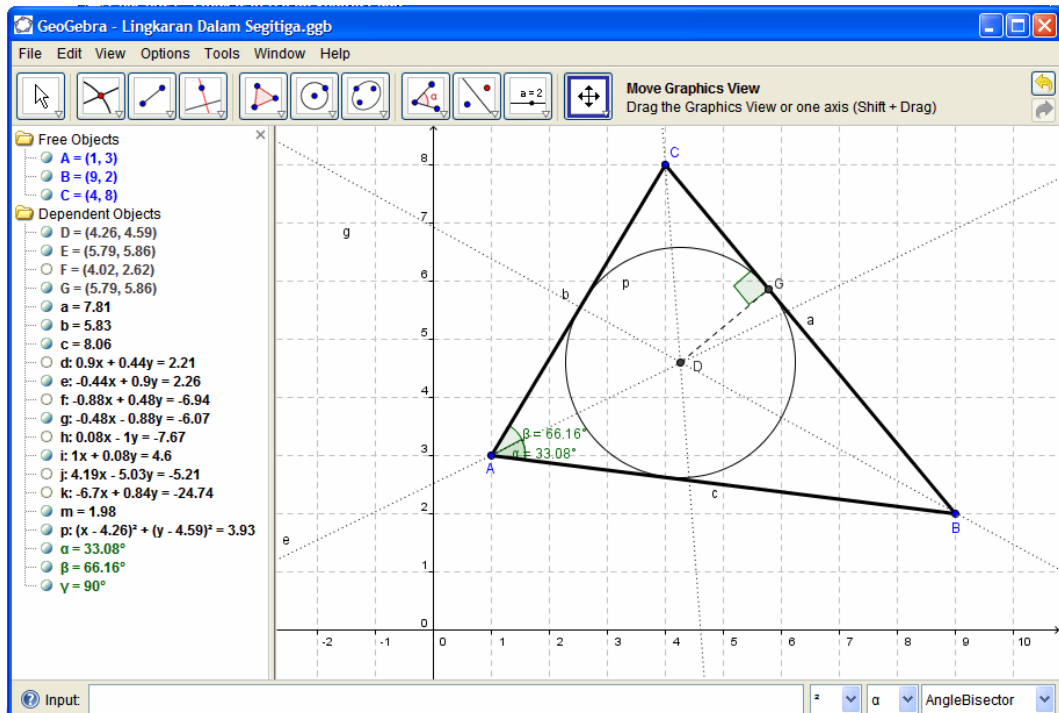 GeoGebra - Lingkaran Dalam Segitiga.ggb
File Edit View Options Tools Window Help
a = 2
Move Graphics View
Drag the Graphics View or one axis (Shift + Drag)
Free Objects
A = (1, 3)
B = (9, 2)
C = (4, 8)
Dependent Objects
D = (4.26, 4.59)
E = (5.79, 5.86)
F = (4.02, 2.62)
G = (5.79, 5.86)
a = 7.81
b = 5.83
c = 8.06
d: 0.9x + 0.44y = 2.21
e: -0.44x + 0.9y = 2.26
f: -0.88x + 0.48y = -6.94
g: -0.48x - 0.88y = -6.07
h: 0.08x - 1y = -7.67
i: 1x + 0.08y = 4.6
j: 4.19x - 5.03y = -5.21
k: -6.7x + 0.84y = -24.74
m = 1.98
p: (x - 4.26)² + (y - 4.59)² = 3.93
α = 33.08°
β = 66.16°
γ = 90°
8
C
7
g
6
p
G
b
a
5
D
4
β = 66.16°
α = 33.08°
3
A
c
2
B
e
1
0
-2 -1 0 1 2 3 4 5 6 7 8 9 10
Input:
² α AngleBisector